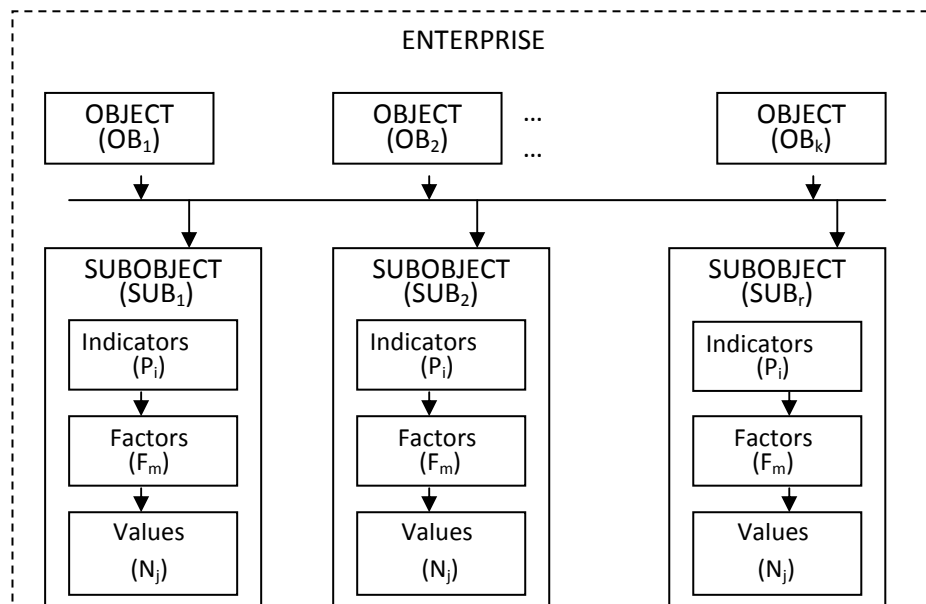 ENTERPRISE
OBJECT
(OB₁)
OBJECT
(OB₂)
...
...
OBJECT
(OBₖ)
SUBOBJECT
(SUB₁)
Indicators
(Pᵢ)
Factors
(Fₘ)
Values
(Nⱼ)
SUBOBJECT
(SUB₂)
Indicators
(Pᵢ)
Factors
(Fₘ)
Values
(Nⱼ)
SUBOBJECT
(SUBᵣ)
Indicators
(Pᵢ)
Factors
(Fₘ)
Values
(Nⱼ)